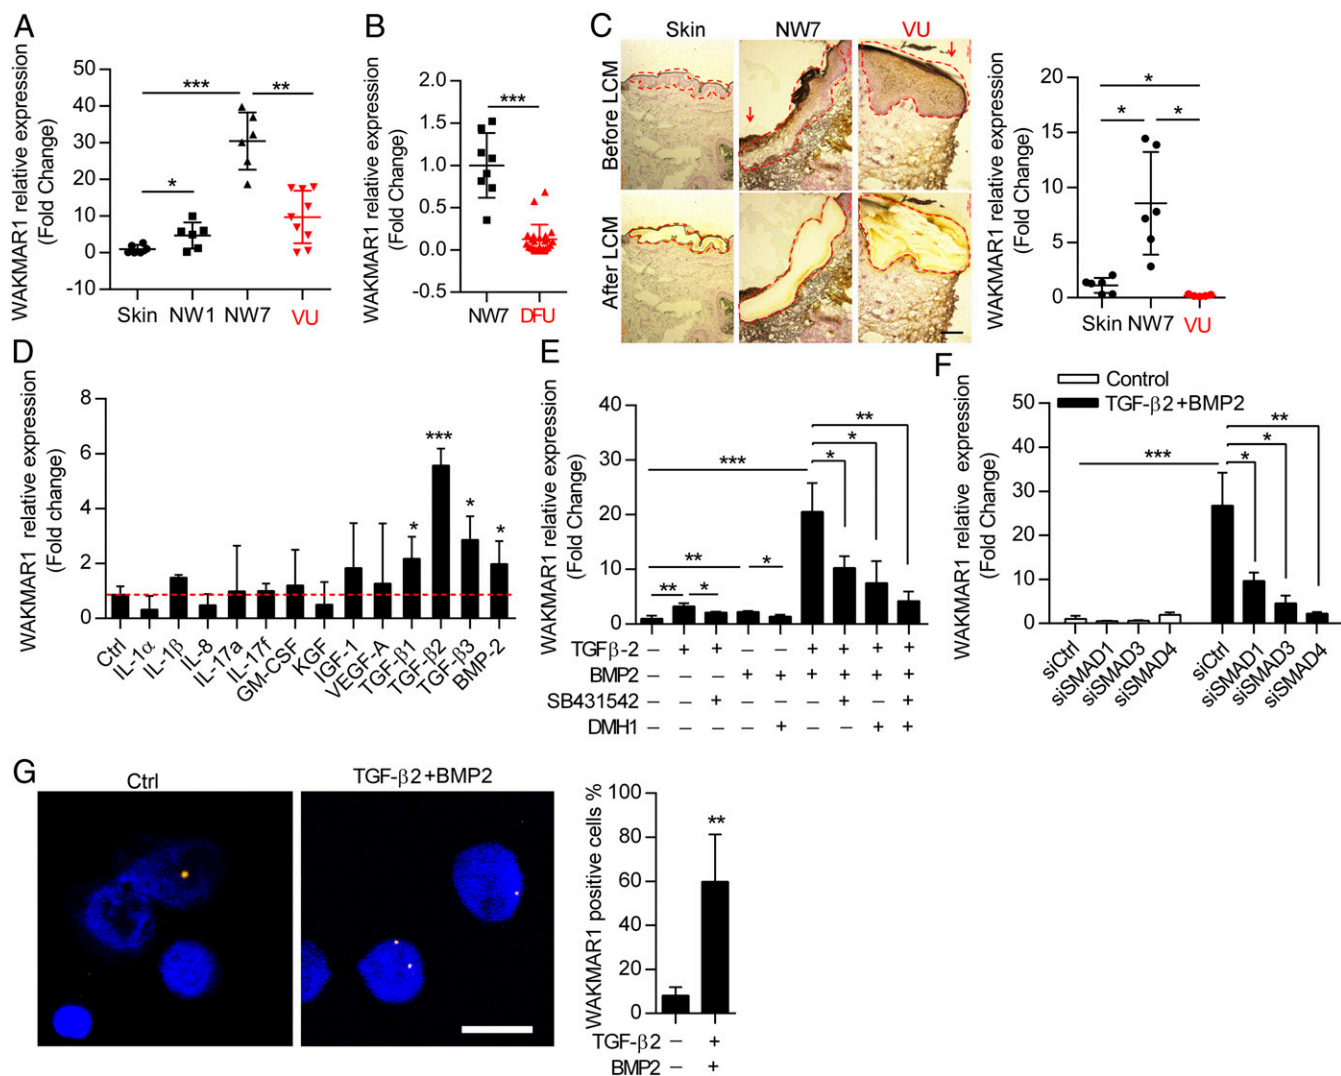 A
WAKMAR1 relative expression
(Fold Change)
50
40
30
20
10
0
-10
***
**
*
Skin NW1 NW7 VU
B
WAKMAR1 relative expression
(Fold Change)
2.0
1.5
1.0
0.5
0.0
-0.5
***
NW7 DFU
C
Skin NW7 VU
Before LCM
After LCM
WAKMAR1 relative expression
(Fold Change)
20
15
10
5
0
*
* *
Skin NW7 VU
D
WAKMAR1 relative expression
(Fold change)
8
6
4
2
0
***
* * *
Ctrl
IL-1α
IL-1β
IL-8
IL-17a
IL-17f
GM-CSF
KGF
IGF-1
VEGF-A
TGF-β1
TGF-β2
TGF-β3
BMP-2
E
WAKMAR1 relative expression
(Fold Change)
40
30
20
10
0
**
*
*
***
**
** * *
TGFβ-2 – + + – – + + + +
BMP2 – – – + + + + + +
SB431542 – – + – – – + – +
DMH1 – – – – + – – + +
F
Control
TGF-β2+BMP2
WAKMAR1 relative expression
(Fold Change)
50
40
30
20
10
0
**
*
*
***
siCtrl
siSMAD1
siSMAD3
siSMAD4
siCtrl
siSMAD1
siSMAD3
siSMAD4
G
Ctrl TGF-β2+BMP2
WAKMAR1 positive cells %
100
80
60
40
20
0
**
TGF-β2 – +
BMP2 – +